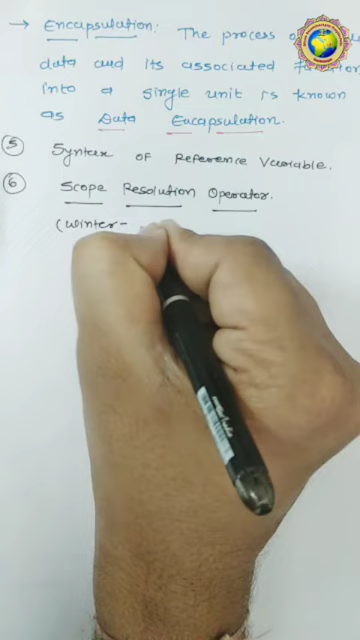 → Encapsulation: The process o
data and its associated
into a single unit is known
as Data Encapsulation.
⑤ Syntax of Reference Variable.
⑥ Scope Resolution Operator.
(Winter-